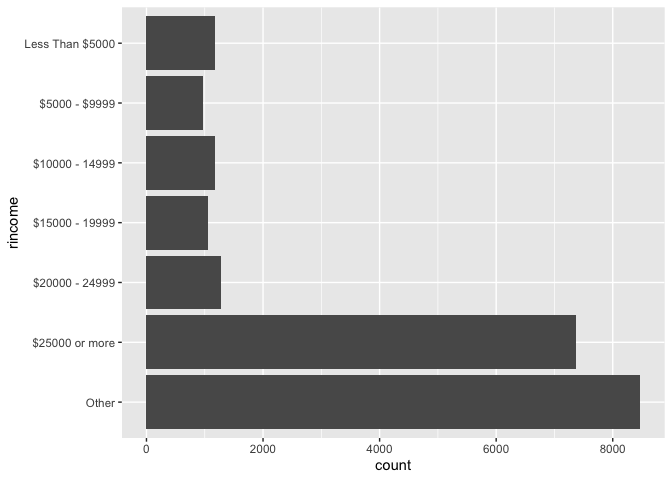 Less Than $5000
$5000 - $9999
$10000 - 14999
$15000 - 19999
$20000 - 24999
$25000 or more
Other
rincome
0 2000 4000 6000 8000
count